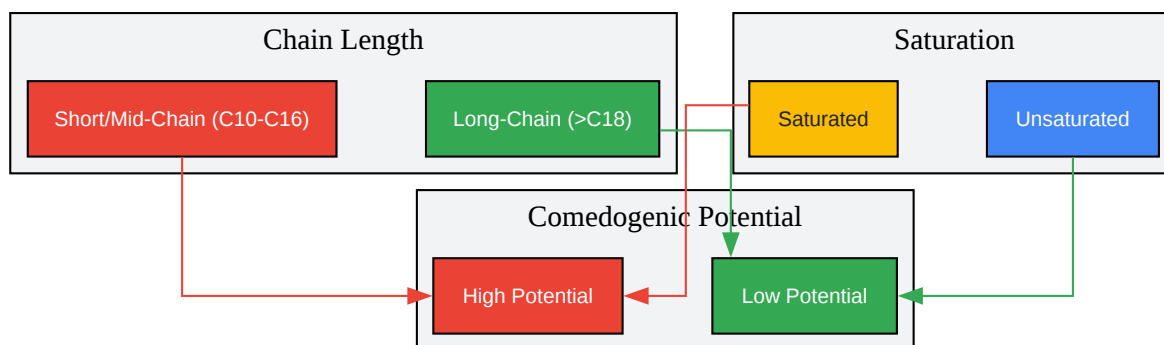 Chain Length
Saturation
Short/Mid-Chain (C10-C16)
Long-Chain (>C18)
Saturated
Unsaturated
Comedogenic Potential
High Potential
Low Potential